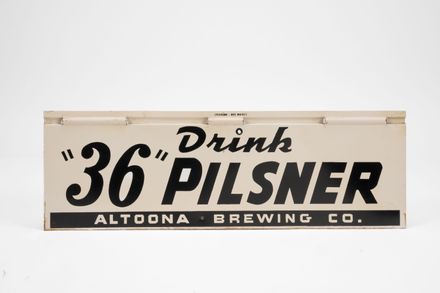 Drink
"36" PILSNER
ALTOONA BREWING CO.